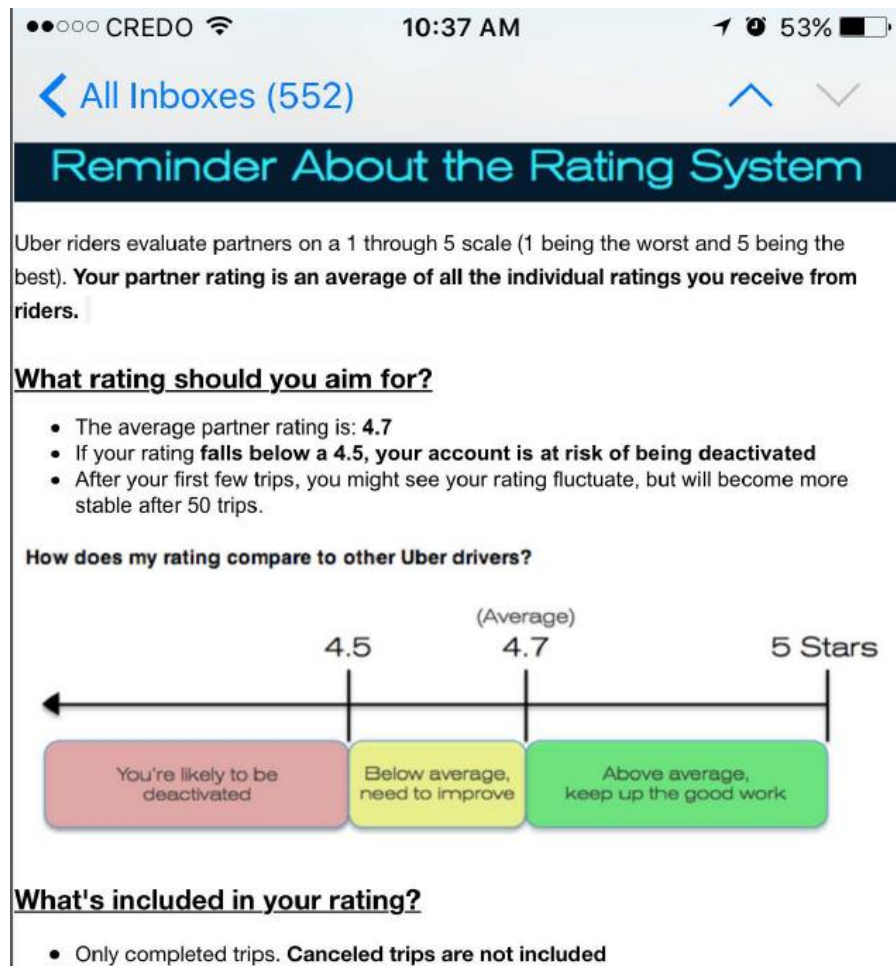 CREDO 10:37 AM 53%
All Inboxes (552)
Reminder About the Rating System
Uber riders evaluate partners on a 1 through 5 scale (1 being the worst and 5 being the
best). Your partner rating is an average of all the individual ratings you receive from
riders.
What rating should you aim for?
• The average partner rating is: 4.7
• If your rating falls below a 4.5, your account is at risk of being deactivated
• After your first few trips, you might see your rating fluctuate, but will become more
stable after 50 trips.
How does my rating compare to other Uber drivers?
(Average)
4.5 4.7 5 Stars
You're likely to be Below average, Above average,
deactivated need to improve keep up the good work
What's included in your rating?
• Only completed trips. Canceled trips are not included